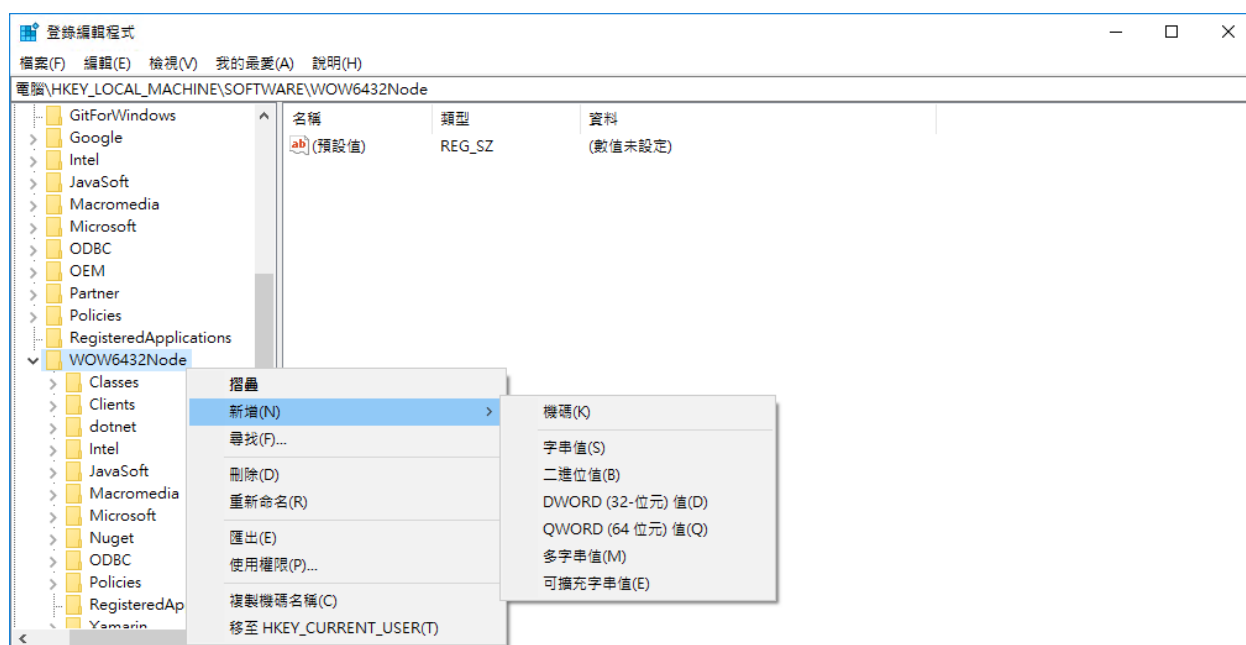 登錄編輯程式
檔案(F) 編輯(E) 檢視(V) 我的最愛(A) 說明(H)
電腦\HKEY_LOCAL_MACHINE\SOFTWARE\WOW6432Node
GitForWindows
Google
Intel
JavaSoft
Macromedia
Microsoft
ODBC
OEM
Partner
Policies
RegisteredApplications
WOW6432Node
Classes
Clients
dotnet
Intel
JavaSoft
Macromedia
Microsoft
Nuget
ODBC
Policies
RegisteredAp
Xamarin
名稱 類型 資料
ab (預設值) REG_SZ (數值未設定)
摺疊
新增(N)
尋找(F)...
刪除(D)
重新命名(R)
匯出(E)
使用權限(P)...
複製機碼名稱(C)
移至 HKEY_CURRENT_USER(T)
機碼(K)
字串值(S)
二進位值(B)
DWORD (32-位元) 值(D)
QWORD (64 位元) 值(Q)
多字串值(M)
可擴充字串值(E)